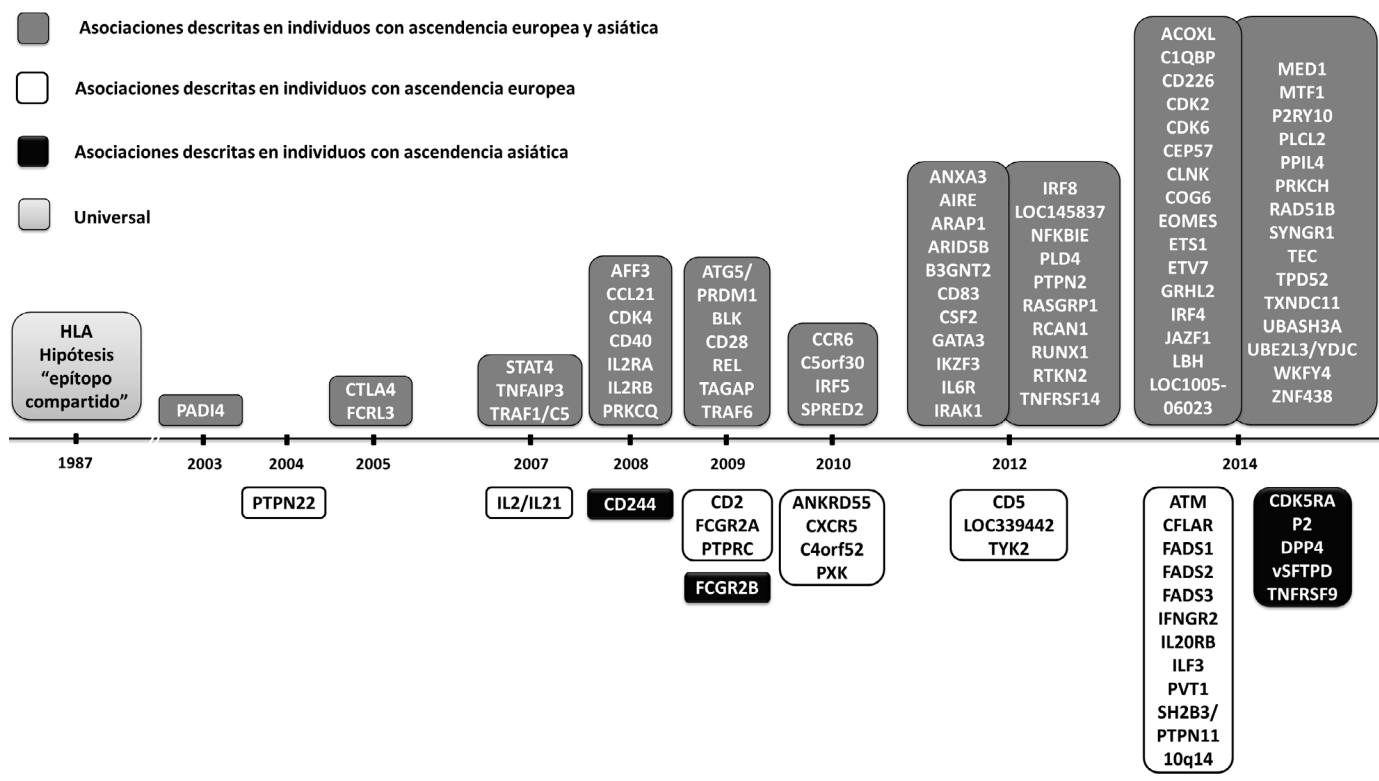 Asociaciones descritas en individuos con ascendencia europea y asiática
Asociaciones descritas en individuos con ascendencia europea
Asociaciones descritas en individuos con ascendencia asiática
Universal
HLA
Hipótesis
“epítopo
compartido”
PADI4
CTLA4
FCRL3
STAT4
TNFAIP3
TRAF1/C5
AFF3
CCL21
CDK4
CD40
IL2RA
IL2RB
PRKCQ
ATG5/
PRDM1
BLK
CD28
REL
TAGAP
TRAF6
CCR6
C5orf30
IRF5
SPRED2
ANXA3
AIRE
ARAP1
ARID5B
B3GNT2
CD83
CSF2
GATA3
IKZF3
IL6R
IRAK1
IRF8
LOC145837
NFKBIE
PLD4
PTPN2
RASGRP1
RCAN1
RUNX1
RTKN2
TNFRSF14
ACOXL
C1QBP
CD226
CDK2
CDK6
CEP57
CLNK
COG6
EOMES
ETS1
ETV7
GRHL2
IRF4
JAZF1
LBH
LOC1005-
06023
MED1
MTF1
P2RY10
PLCL2
PPIL4
PRKCH
RAD51B
SYNGR1
TEC
TPD52
TXNDC11
UBASH3A
UBE2L3/YDJC
WKFY4
ZNF438
1987
2003
2004
2005
2007
2008
2009
2010
2012
2014
PTPN22
IL2/IL21
CD244
CD2
FCGR2A
PTPRC
FCGR2B
ANKRD55
CXCR5
C4orf52
PXK
CD5
LOC339442
TYK2
ATM
CFLAR
FADS1
FADS2
FADS3
IFNGR2
IL20RB
ILF3
PVT1
SH2B3/
PTPN11
10q14
CDK5RA
P2
DPP4
vSFTPD
TNFRSF9